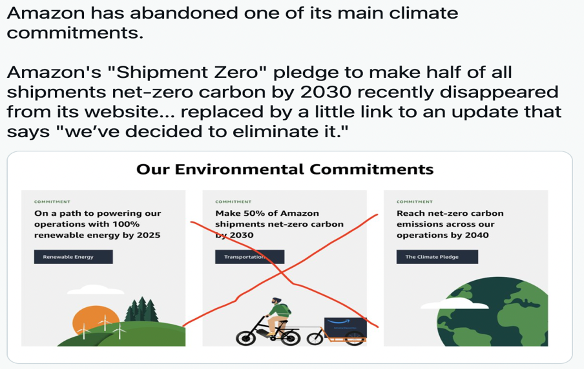 Amazon has abandoned one of its main climate
commitments.
Amazon's "Shipment Zero" pledge to make half of all
shipments net-zero carbon by 2030 recently disappeared
from its website... replaced by a little link to an update that
says "we’ve decided to eliminate it."
Our Environmental Commitments
COMMITMENT
On a path to powering our
operations with 100%
renewable energy by 2025
Renewable Energy
COMMITMENT
Make 50% of Amazon
shipments net-zero carbon
by 2030
Transportation
COMMITMENT
Reach net-zero carbon
emissions across our
operations by 2040
The Climate Pledge